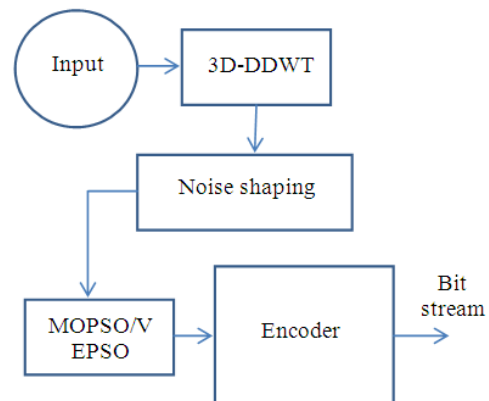 Input
3D-DDWT
Noise shaping
MOPSO/V
EPSO
Encoder
Bit
stream